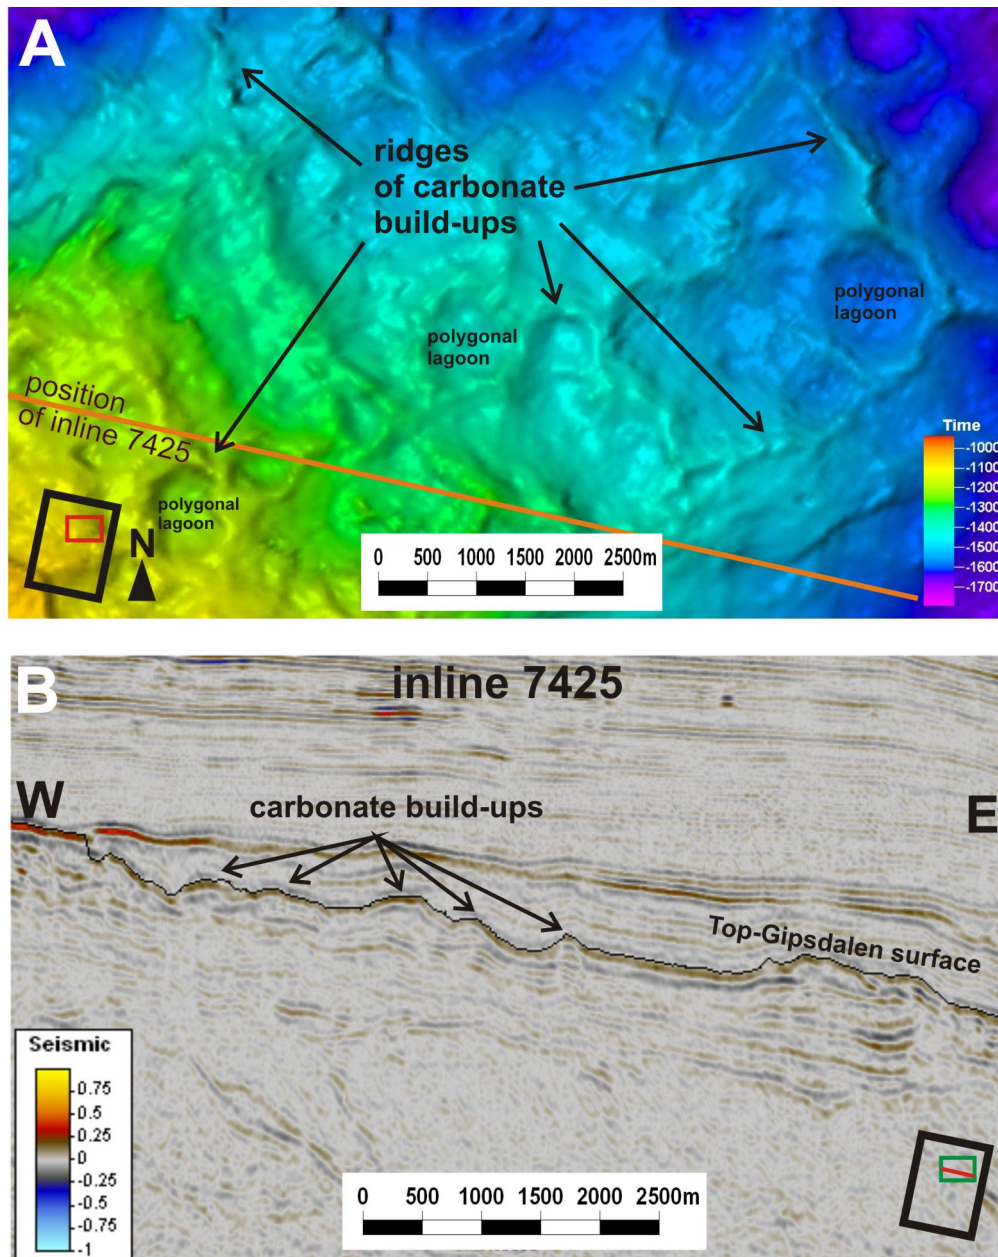 A
ridges
of carbonate
build-ups
polygonal
lagoon
polygonal
lagoon
position
of inline 7425
polygonal
lagoon
N
0 500 1000 1500 2000 2500m
Time
-1000
-1100
-1200
-1300
-1400
-1500
-1600
-1700
B
inline 7425
W
E
carbonate build-ups
Top-Gipsdalen surface
Seismic
0.75
0.5
0.25
0
-0.25
-0.5
-0.75
-1
0 500 1000 1500 2000 2500m